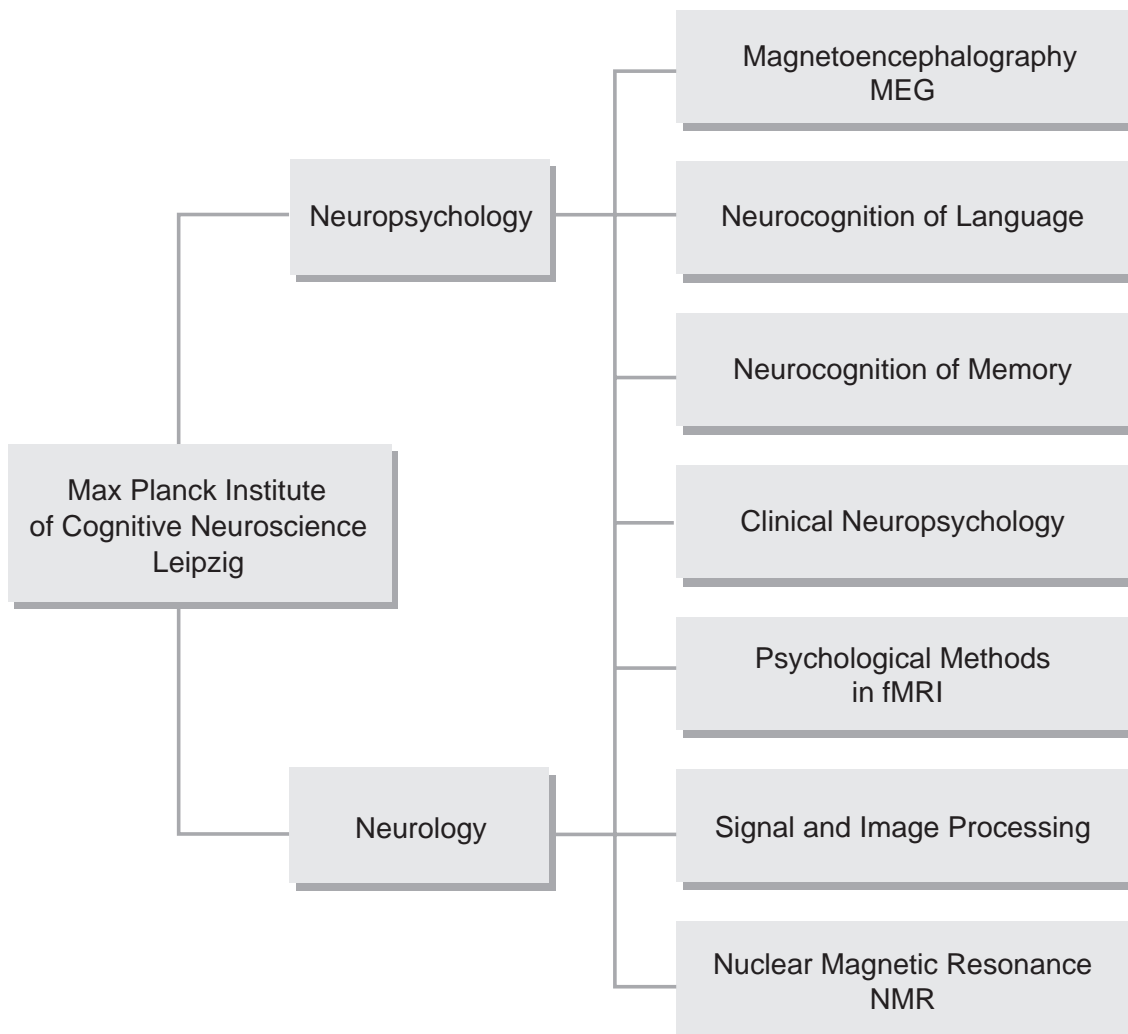 Max Planck Institute
of Cognitive Neuroscience
Leipzig
Neuropsychology
Neurology
Magnetoencephalography
MEG
Neurocognition of Language
Neurocognition of Memory
Clinical Neuropsychology
Psychological Methods
in fMRI
Signal and Image Processing
Nuclear Magnetic Resonance
NMR